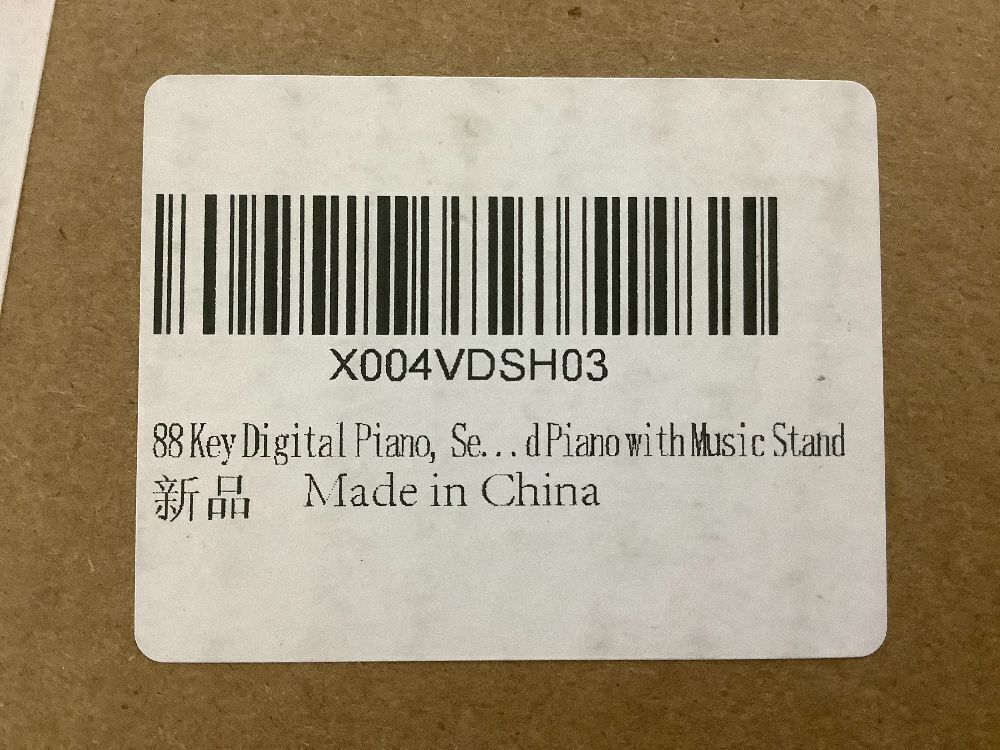 X004VDSH03
88 Key Digital Piano, Se...d Piano with Music Stand
新品 Made in China